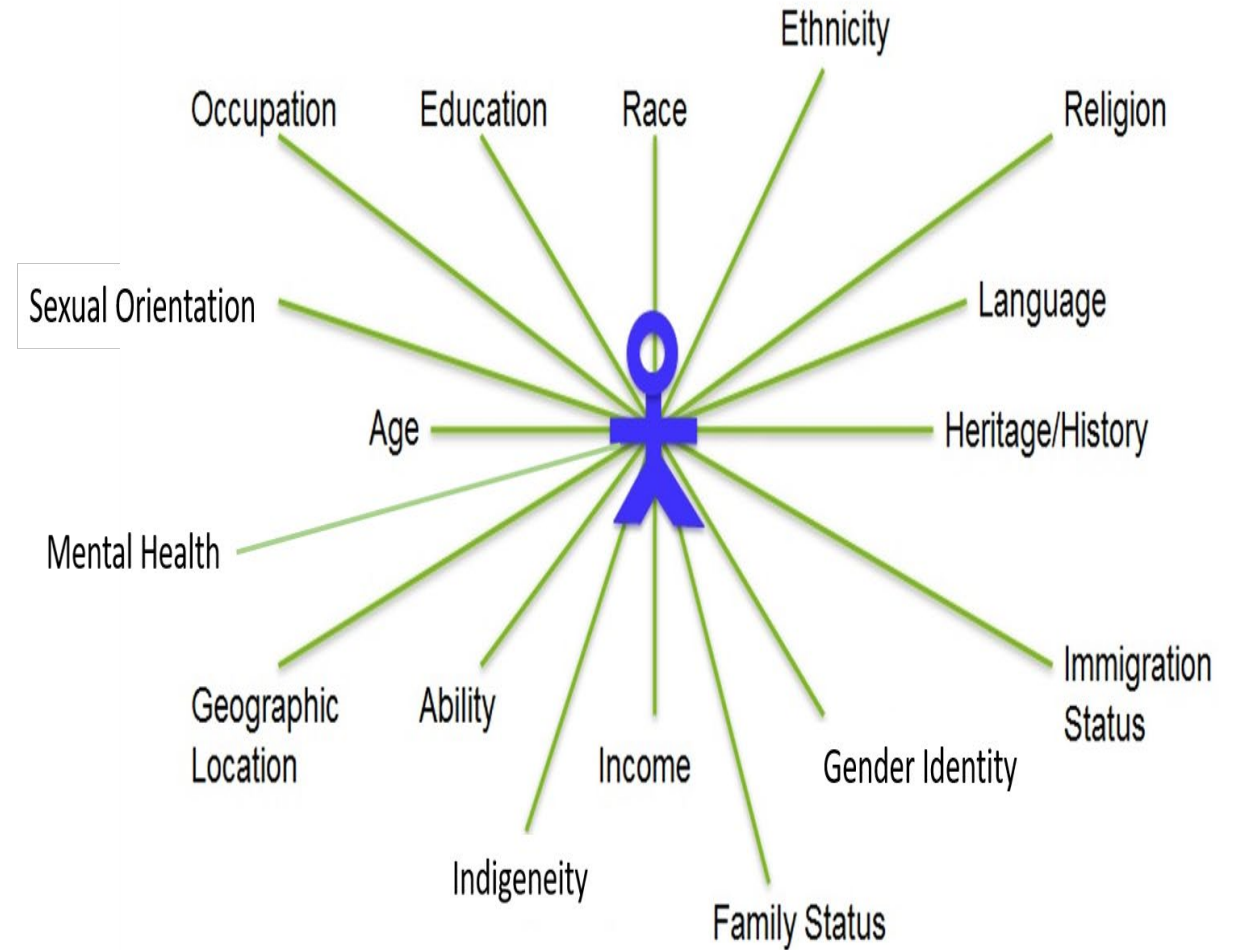 Ethnicity
Occupation
Education
Race
Religion
Sexual Orientation
Language
Age
Heritage/History
Mental Health
Geographic
Location
Ability
Immigration
Status
Income
Gender Identity
Indigeneity
Family Status